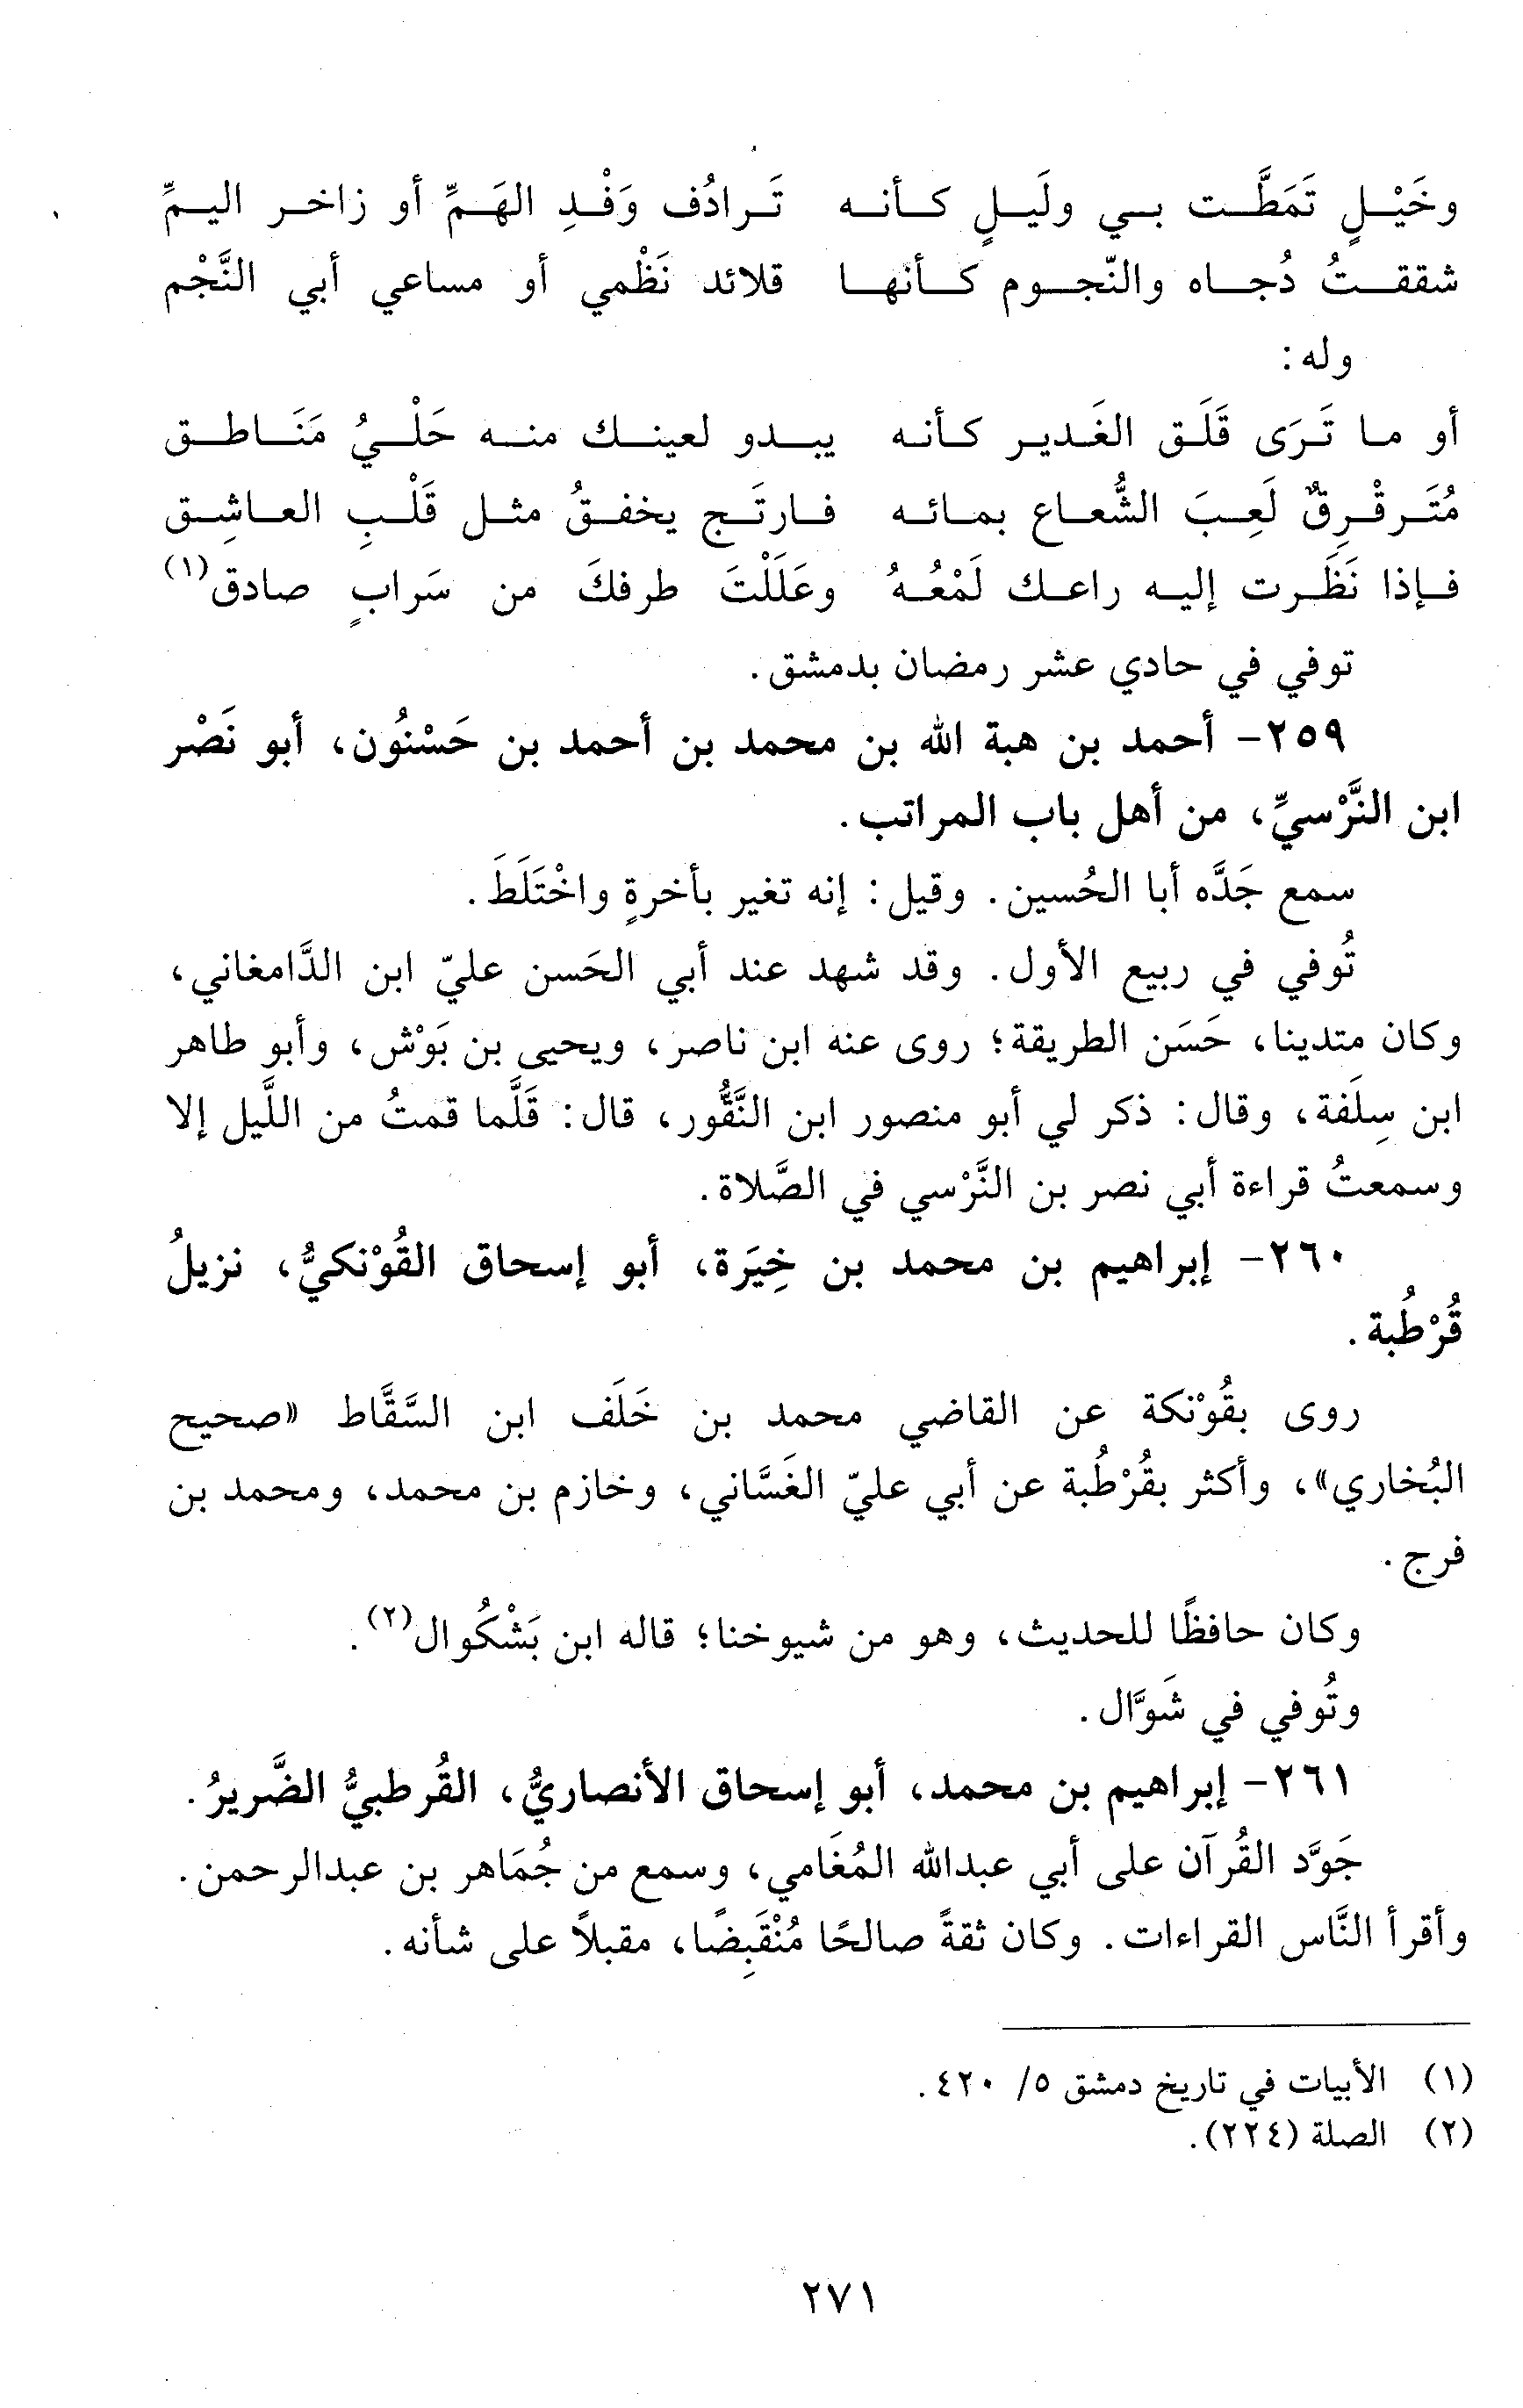 وخَيْلٍ تَمَطَّت بي ولَيلٍ كأنه تَرادُف وَفْدِ الهَمِّ أو زاخر اليمِّ
شققتُ دُجاه والنّجوم كأنها قلائد نَظْمي أو مساعي أبي النَّجْم
وله:
أو ما تَرَى قَلَق الغَدير كأنه يبدو لعينك منه حَلْيُ مَنَاطق
مُتَرقْرِقٌ لَعِبَ الشُّعاع بمائه فارتَج يخفقُ مثل قَلْبِ العاشِق
فإذا نَظَرت إليه راعك لَمْعُهُ وعَلَلْتَ طرفكَ من سَرابٍ صادق(١)
توفي في حادي عشر رمضان بدمشق.
٢٥٩- أحمد بن هبة الله بن محمد بن أحمد بن حَسْنُون، أبو نَصْر
ابن النَّرْسيِّ، من أهل باب المراتب.
سمع جَدَّه أبا الحُسين. وقيل: إنه تغير بأخرةٍ واخْتَلَطَ.
تُوفي في ربيع الأول. وقد شهد عند أبي الحَسن عليّ ابن الدَّامغاني،
وكان متدينا، حَسَن الطريقة؛ روى عنه ابن ناصر، ويحيى بن بَوْش، وأبو طاهر
ابن سِلَفة، وقال: ذكر لي أبو منصور ابن النَّقُّور، قال: قَلَّما قمتُ من اللَّيل إلا
وسمعتُ قراءة أبي نصر بن النَّرْسي في الصَّلاة.
٢٦٠- إبراهيم بن محمد بن خِيَرَة، أبو إسحاق القُوْنكيُّ، نزيلُ
قُرْطُبة.
روى بقُوْنكة عن القاضي محمد بن خَلَف ابن السَّقَّاط «صحيح
البُخاري»، وأكثر بقُرْطُبة عن أبي عليّ الغَسَّاني، وخازم بن محمد، ومحمد بن
فرج.
وكان حافظًا للحديث، وهو من شيوخنا؛ قاله ابن بَشْكُوال(٢).
وتُوفي في شَوَّال.
٢٦١- إبراهيم بن محمد، أبو إسحاق الأنصاريُّ، القُرطبيُّ الضَّريرُ.
جَوَّد القُرآن على أبي عبدالله المُغَامي، وسمع من جُمَاهر بن عبدالرحمن.
وأقرأ النَّاس القراءات. وكان ثقةً صالحًا مُنْقَبِضًا، مقبلاً على شأنه.
(١) الأبيات في تاريخ دمشق ٥/ ٤٢٠.
(٢) الصلة (٢٢٤).
٢٧١